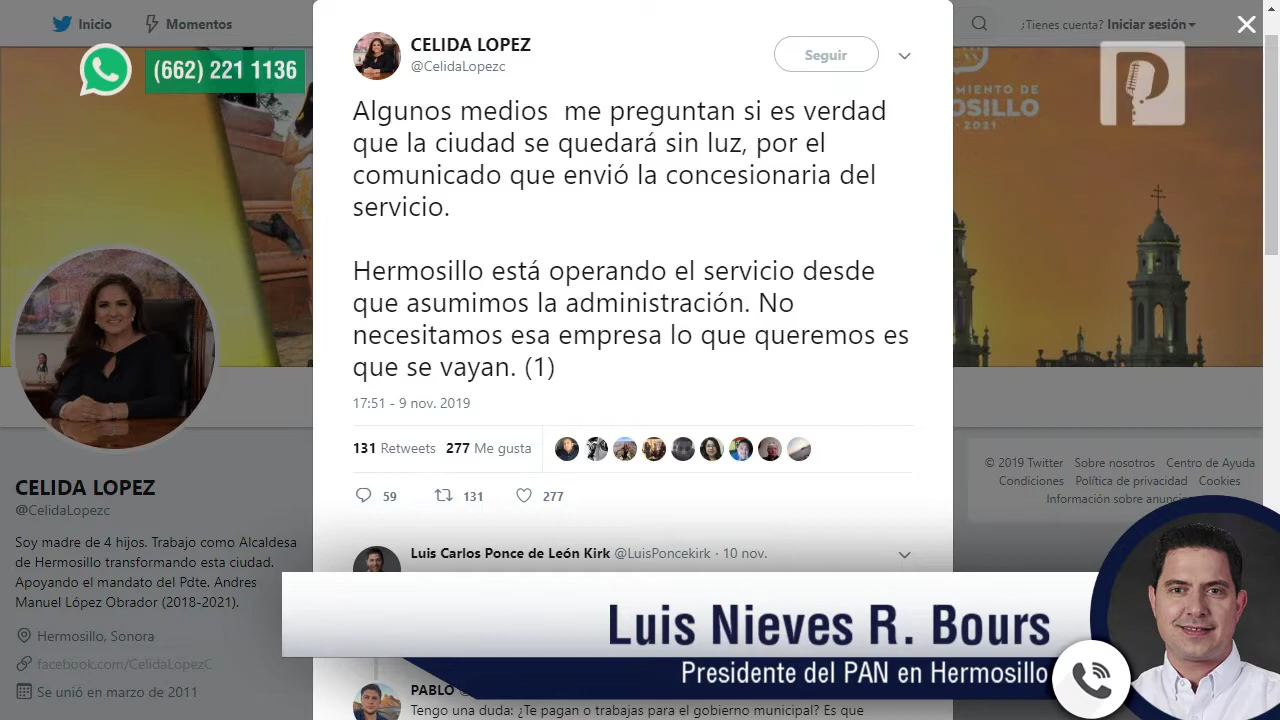 Inicio
Momentos
¿Tienes cuenta? Iniciar sesión
(662) 221 1136
MIENTO DE
MOSILLO
- 2021
CELIDA LOPEZ
@CelidaLopezc
Seguir
Algunos medios me preguntan si es verdad
que la ciudad se quedará sin luz, por el
comunicado que envió la concesionaria del
servicio.
Hermosillo está operando el servicio desde
que asumimos la administración. No
necesitamos esa empresa lo que queremos es
que se vayan. (1)
17:51 - 9 nov. 2019
131 Retweets 277 Me gusta
59 131 277
Luis Carlos Ponce de León Kirk @LuisPoncekirk · 10 nov.
CELIDA LOPEZ
@CelidaLopezc
Soy madre de 4 hijos. Trabajo como Alcaldesa
de Hermosillo transformando esta ciudad.
Apoyando el mandato del Pdte. Andres
Manuel López Obrador (2018-2021).
Hermosillo, Sonora
facebook.com/CelidaLopezC
Se unió en marzo de 2011
© 2019 Twitter Sobre nosotros Centro de Ayuda
Condiciones Política de privacidad Cookies
Información sobre anuncios
Luis Nieves R. Bours
Presidente del PAN en Hermosillo
PABLO
Tengo una duda: ¿Te pagan o trabajas para el gobierno municipal? Es que